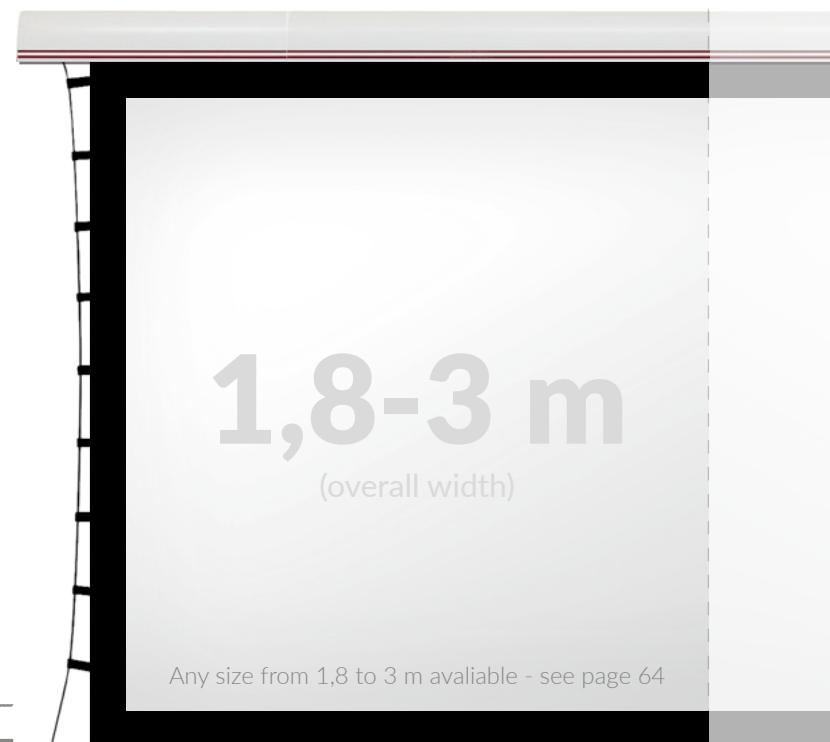 1,8-3 m
(overall width)
Any size from 1,8 to 3 m avaliable - see page 64